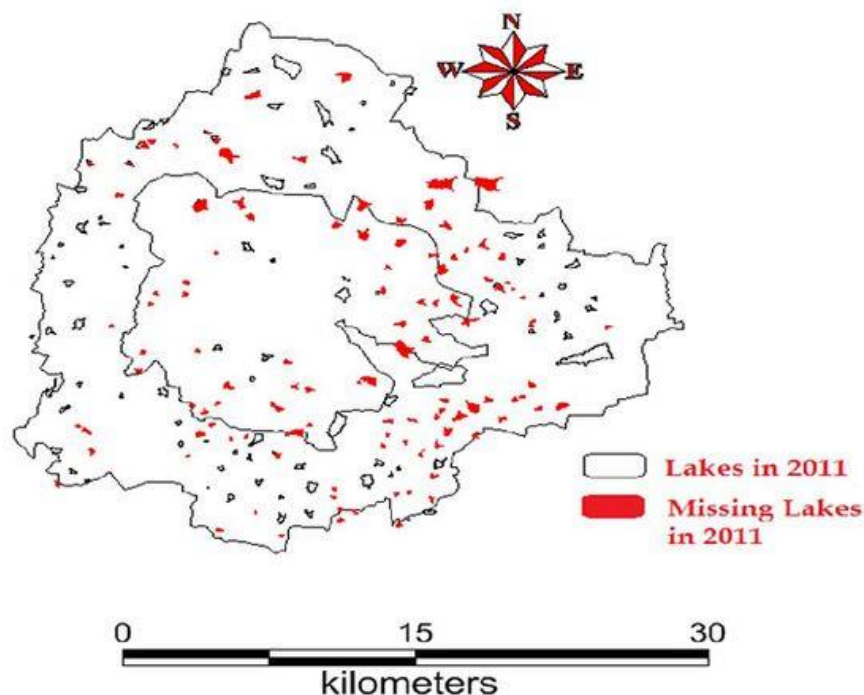 N
W E
S
Lakes in 2011
Missing Lakes
in 2011
0 15 30
kilometers